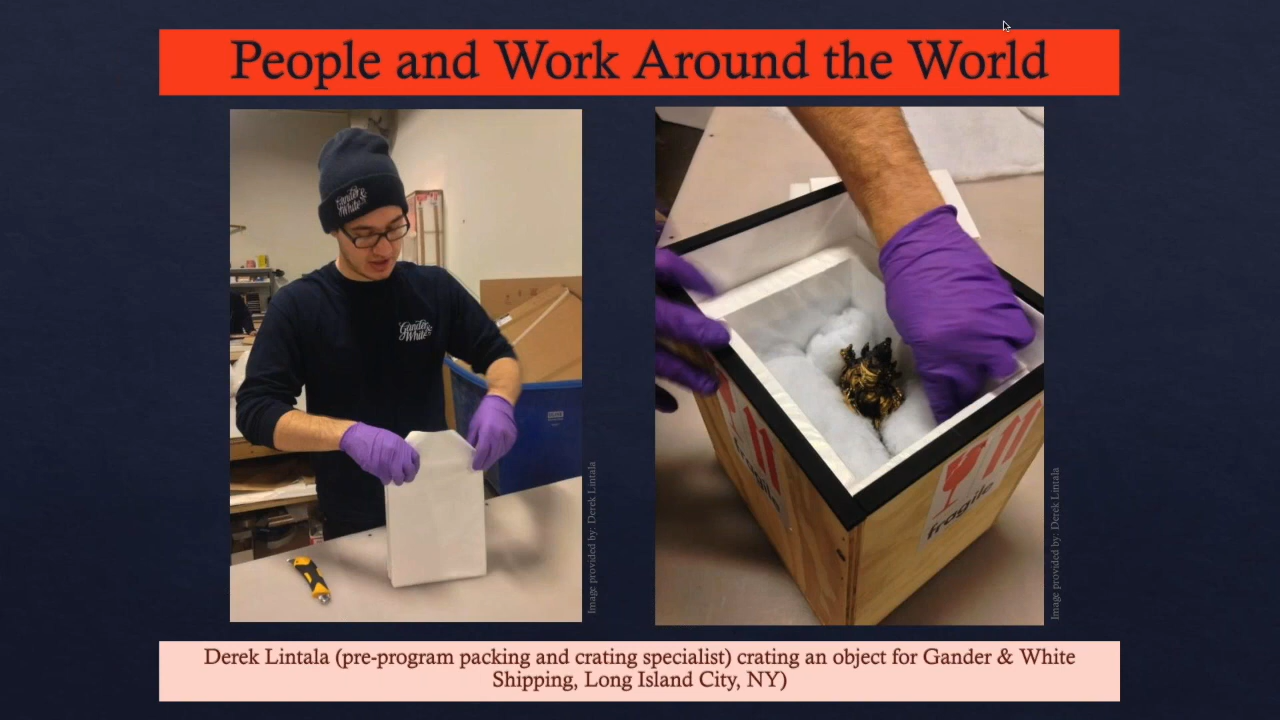 People and Work Around the World
Gander &
White
Gander &
White
Image provided by: Derek Lintala
fragile
Image provided by: Derek Lintala
Derek Lintala (pre-program packing and crating specialist) crating an object for Gander & White
Shipping, Long Island City, NY)